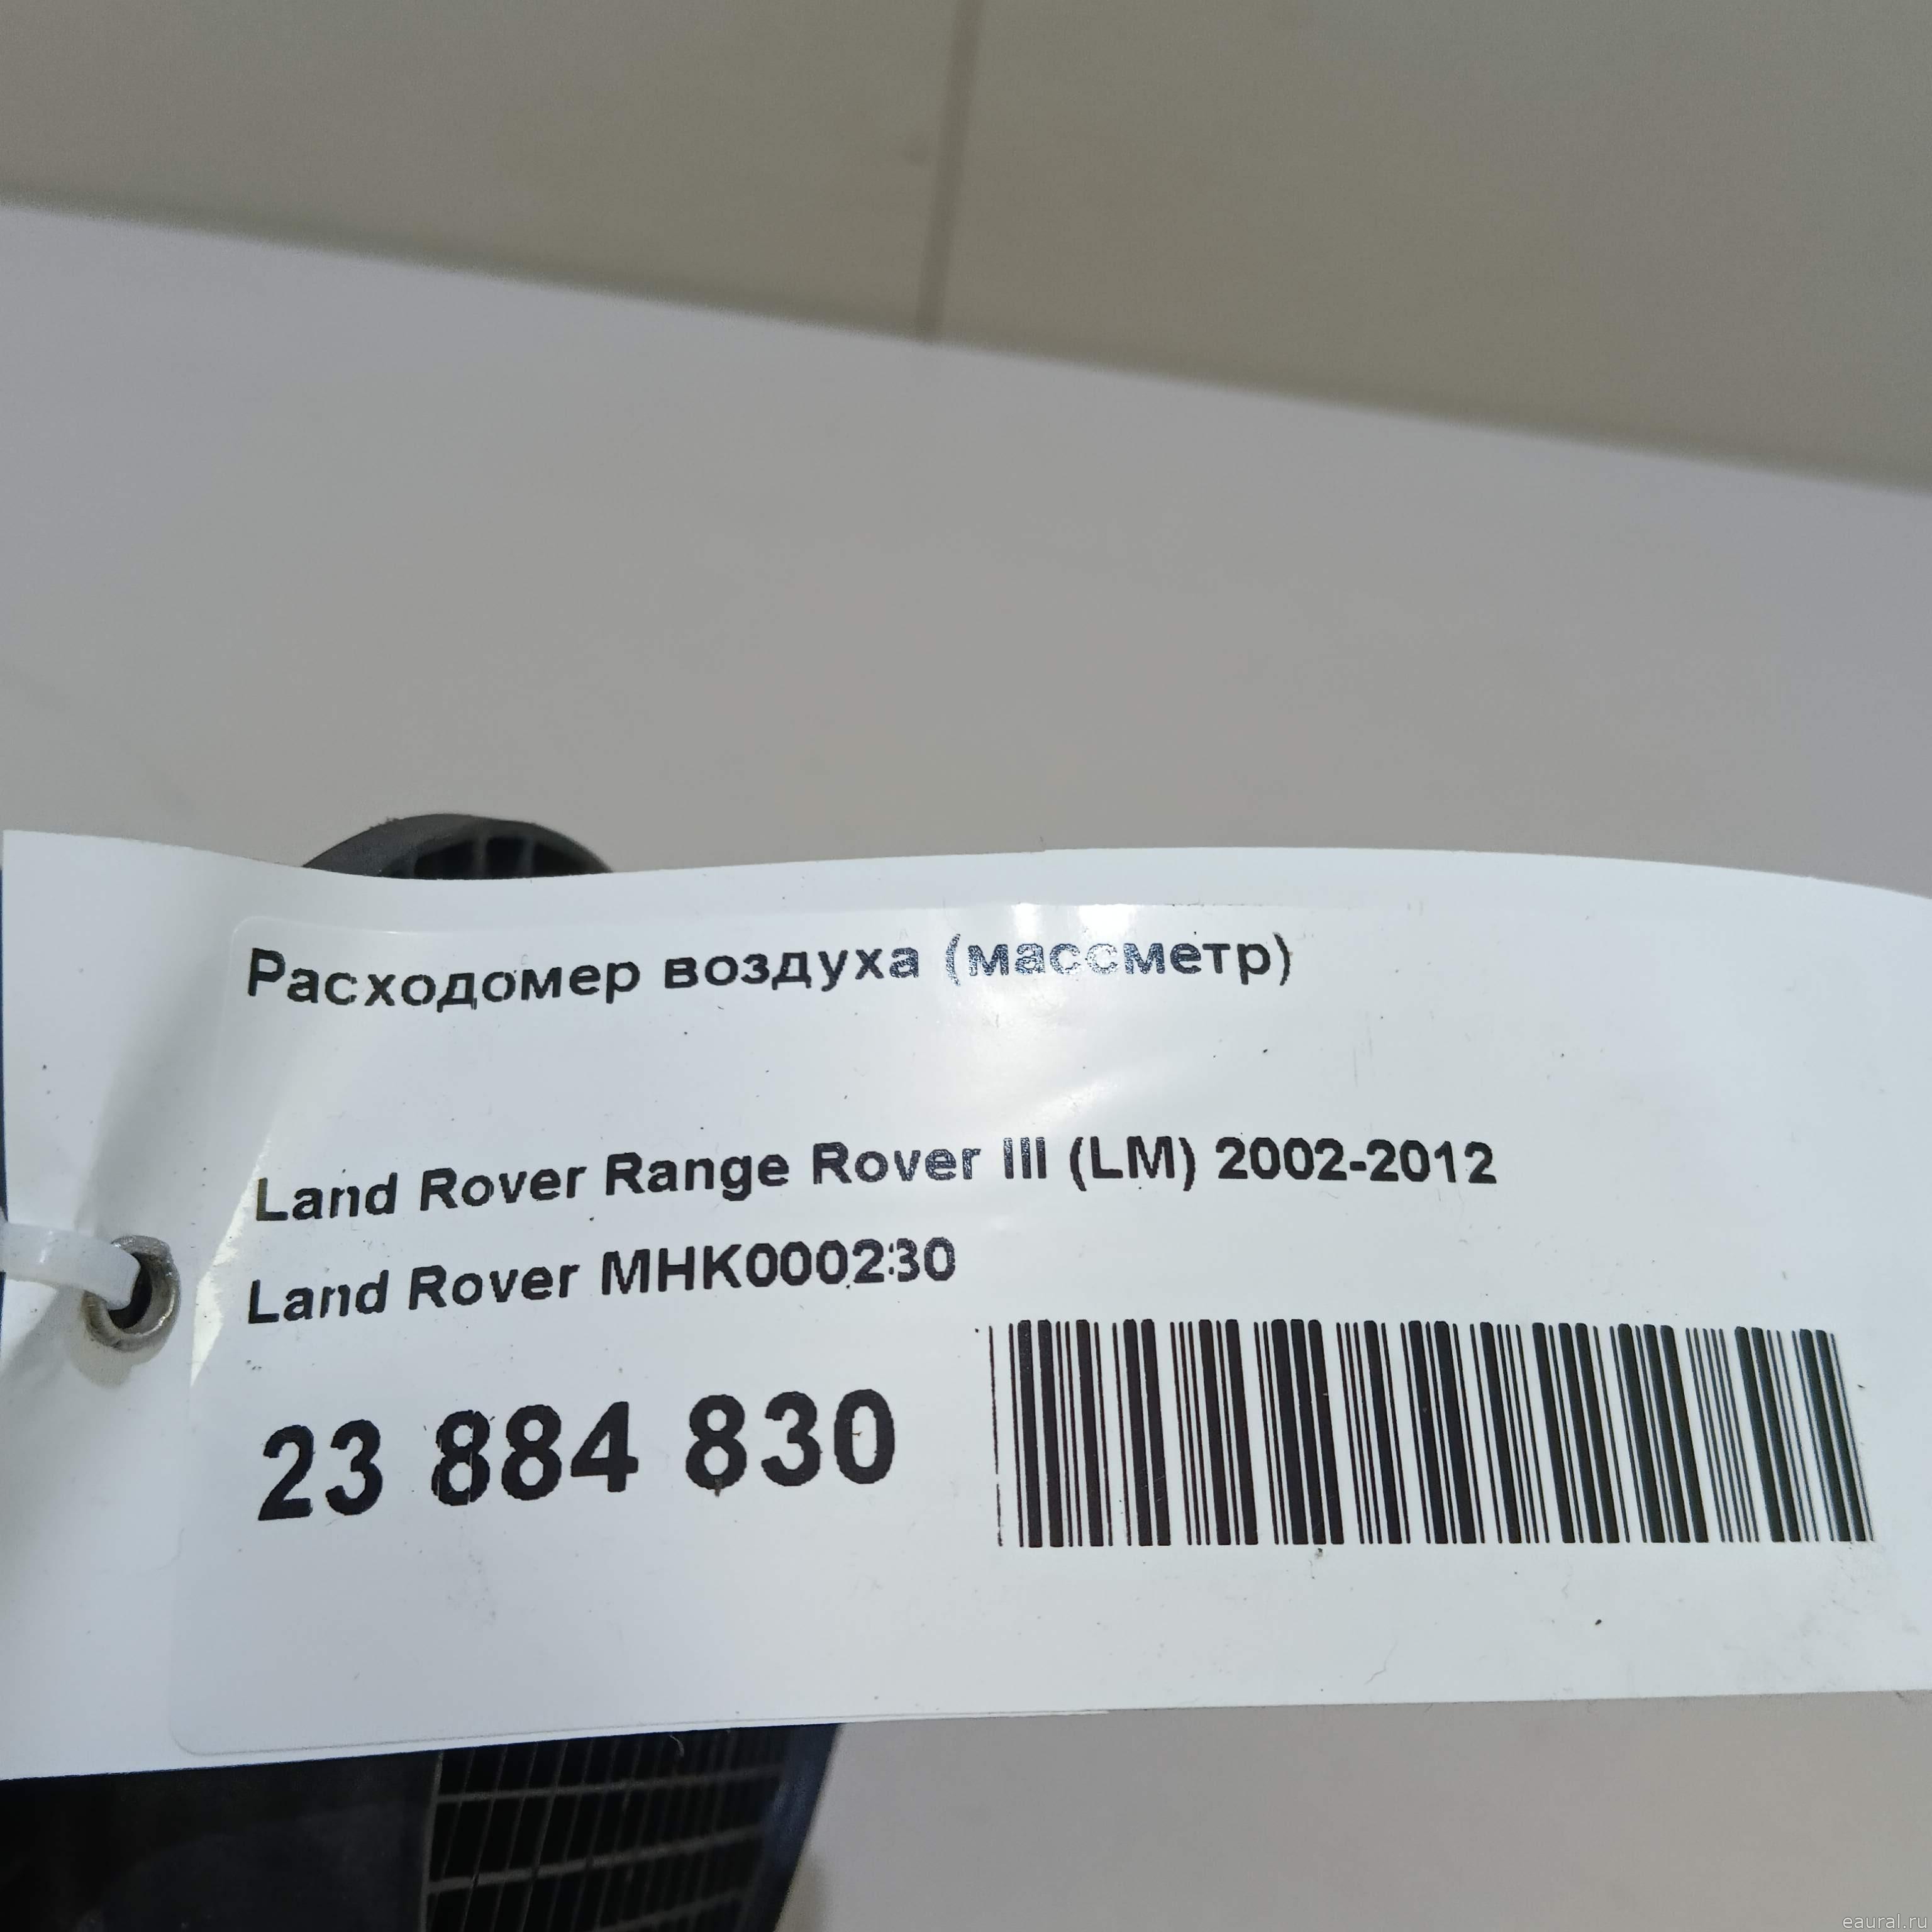 Расходомер воздуха (массметр)
Land Rover Range Rover III (LM) 2002-2012
Land Rover MHK000230
23 884 830
eaural.ru